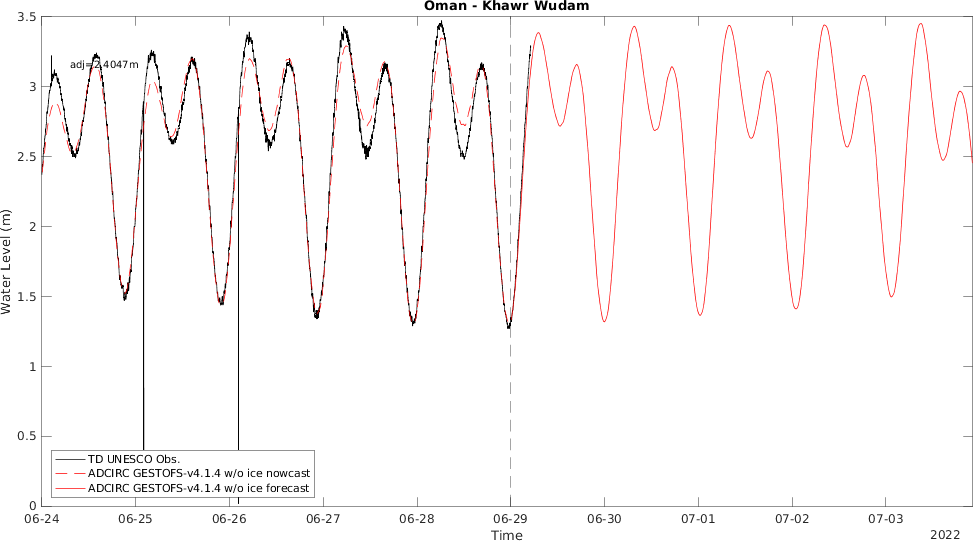 Oman - Khawr Wudam
3.5
3
2.5
2
1.5
1
0.5
0
Water Level (m)
adj=2.4047m
TD UNESCO Obs.
ADCIRC GESTOFS-v4.1.4 w/o ice nowcast
ADCIRC GESTOFS-v4.1.4 w/o ice forecast
06-24 06-25 06-26 06-27 06-28 06-29 06-30 07-01 07-02 07-03
Time
2022